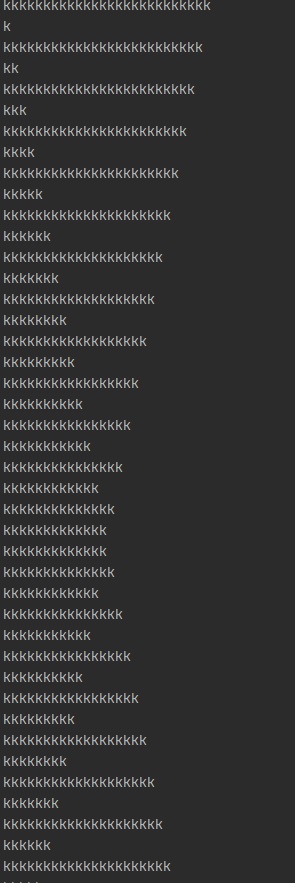 kkkkkkkkkkkkkkkkkkkkkkkkkk
k
kkkkkkkkkkkkkkkkkkkkkkkkk
kk
kkkkkkkkkkkkkkkkkkkkkkkk
kkk
kkkkkkkkkkkkkkkkkkkkkkk
kkkk
kkkkkkkkkkkkkkkkkkkkkk
kkkkk
kkkkkkkkkkkkkkkkkkkkk
kkkkkk
kkkkkkkkkkkkkkkkkkkk
kkkkkkk
kkkkkkkkkkkkkkkkkkk
kkkkkkkk
kkkkkkkkkkkkkkkkkk
kkkkkkkkk
kkkkkkkkkkkkkkkkk
kkkkkkkkkk
kkkkkkkkkkkkkkkk
kkkkkkkkkkk
kkkkkkkkkkkkkkk
kkkkkkkkkkkk
kkkkkkkkkkkkkk
kkkkkkkkkkkkk
kkkkkkkkkkkkk
kkkkkkkkkkkkkk
kkkkkkkkkkkk
kkkkkkkkkkkkkkk
kkkkkkkkkkk
kkkkkkkkkkkkkkkk
kkkkkkkkkk
kkkkkkkkkkkkkkkkk
kkkkkkkkk
kkkkkkkkkkkkkkkkkk
kkkkkkkk
kkkkkkkkkkkkkkkkkkk
kkkkkkk
kkkkkkkkkkkkkkkkkkkk
kkkkkk
kkkkkkkkkkkkkkkkkkkkk